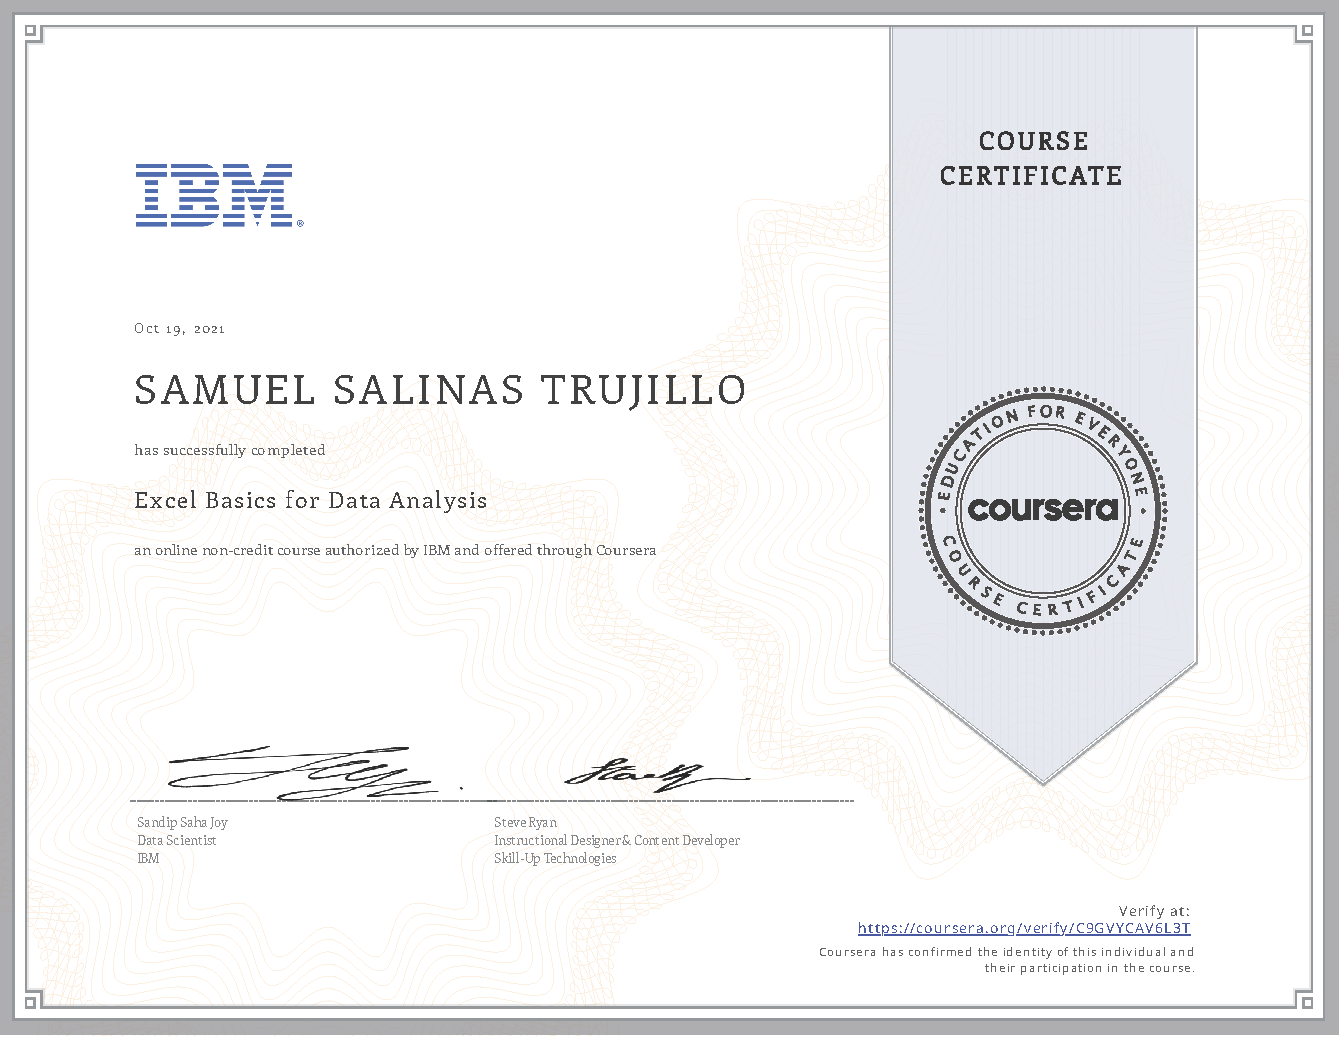 IBM®
COURSE
CERTIFICATE
Oct 19, 2021
SAMUEL SALINAS TRUJILLO
has successfully completed
Excel Basics for Data Analysis
an online non-credit course authorized by IBM and offered through Coursera
EDUCATION FOR EVERYONE
coursera
COURSE CERTIFICATE
Sandip Saha Joy
Data Scientist
IBM
Steve Ryan
Instructional Designer & Content Developer
Skill-Up Technologies
Verify at:
https://coursera.org/verify/C9GVYCAV6L3T
Coursera has confirmed the identity of this individual and
their participation in the course.